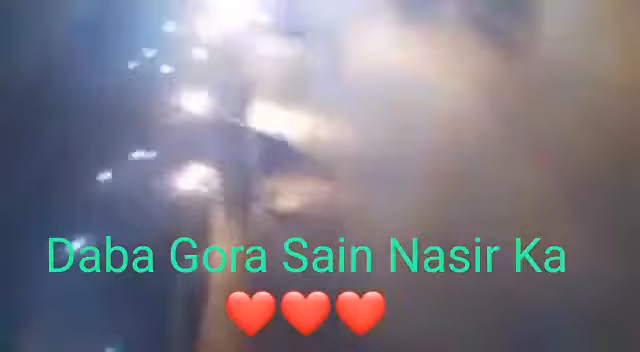 Daba Gora Sain Nasir Ka
❤️❤️❤️